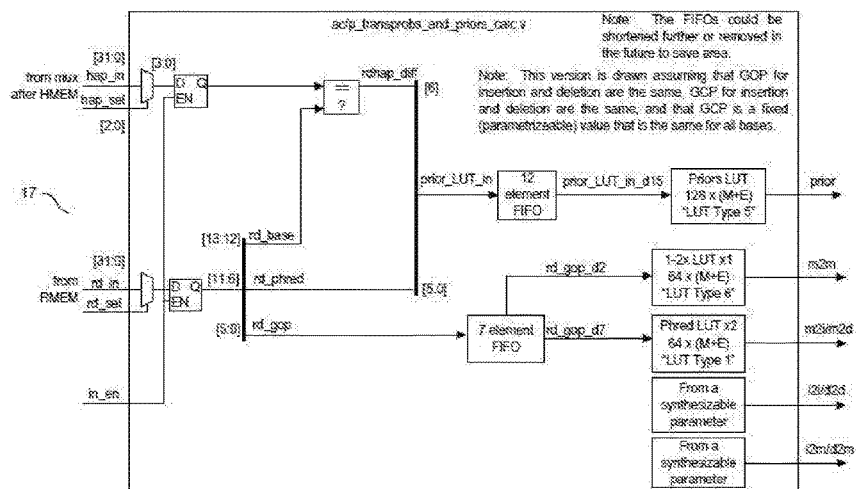 ac/p_transprobs_and_priors_calc.v
Note: The FIFOs could be
shortened further or removed in
the future to save area.
Note: This version is drawn assuming that GOP for
insertion and deletion are the same, GCP for insertion
and deletion are the same, and that GCP is a fixed
(parametrizeable) value that is the same for all bases.
[31:0]
[3:0]
from mux
after HMEM
hap_in
hap_sel
[2:0]
D Q
EN
==
?
rdhap_diff
[6]
17
prior_LUT_in
12
element
FIFO
prior_LUT_in_d15
Priors LUT
128 x (M+E)
"LUT Type 5"
prior
[13:12]
rd_base
[31:0]
from
RMEM
rd_in
rd_sel
D Q
EN
[11:6]
rd_phred
[5:0]
[5:0]
rd_gop
7 element
FIFO
rd_gop_d2
1-2x LUT x1
64 x (M+E)
"LUT Type 6"
m2m
rd_gop_d7
Phred LUT x2
64 x (M+E)
"LUT Type 1"
m2i/m2d
in_en
From a
synthesizable
parameter
i2i/d2d
From a
synthesizable
parameter
i2m/d2m